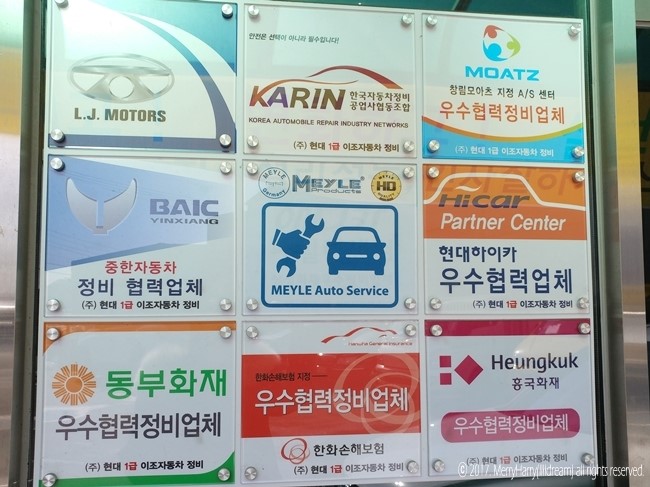 L.J. MOTORS
안전은 선택이 아니라 필수입니다!
KARIN 한국자동차정비
공업사협동조합
KOREA AUTOMOBILE REPAIR INDUSTRY NETWORKS
(주) 현대 1급 이조자동차 정비
MOATZ
창림모아츠 지정 A/S 센터
우수협력정비업체
(주) 현대 1급 이조자동차 정비
BAIC
YINXIANG
중한자동차
정비 협력업체
(주) 현대 1급 이조자동차 정비
MEYLE
Germany
MEYLE
Products
MEYLE
HD
MEYLE Auto Service
Hicar
Partner Center
현대하이카
우수협력업체
(주) 현대 1급 이조자동차 정비
동부화재
우수협력정비업체
(주) 현대 1급 이조자동차 정비
Hanwha General Insurance
한화손해보험 지정
우수협력정비업체
한화손해보험
(주) 현대 1급 이조자동차 정비
Heungkuk
흥국화재
우수협력정비업체
(주) 현대 1급 이조자동차 정비
ⓒ 2017. MerryHarry(lilldream) all rights reserved.